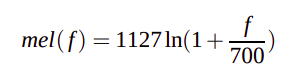 mel(f) = 1127 ln(1 + f/700)